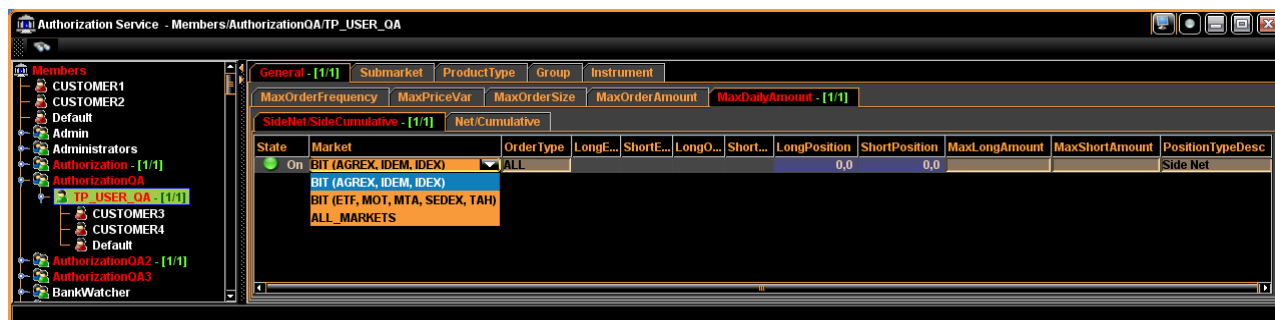 Authorization Service - Members/AuthorizationQA/TP_USER_QA
Members
CUSTOMER1
CUSTOMER2
Default
Admin
Administrators
Authorization - [1/1]
AuthorizationQA
TP_USER_QA - [1/1]
CUSTOMER3
CUSTOMER4
Default
AuthorizationQA2 - [1/1]
AuthorizationQA3
BankWatcher
General - [1/1] Submarket ProductType Group Instrument
MaxOrderFrequency MaxPriceVar MaxOrderSize MaxOrderAmount MaxDailyAmount - [1/1]
SideNet/SideCumulative - [1/1] Net/Cumulative
State Market OrderType LongE... ShortE... LongO... Short... LongPosition ShortPosition MaxLongAmount MaxShortAmount PositionTypeDesc
On BIT (AGREX, IDEM, IDEX) ALL 0,0 0,0 Side Net
BIT (AGREX, IDEM, IDEX)
BIT (ETF, MOT, MTA, SEDEX, TAH)
ALL_MARKETS